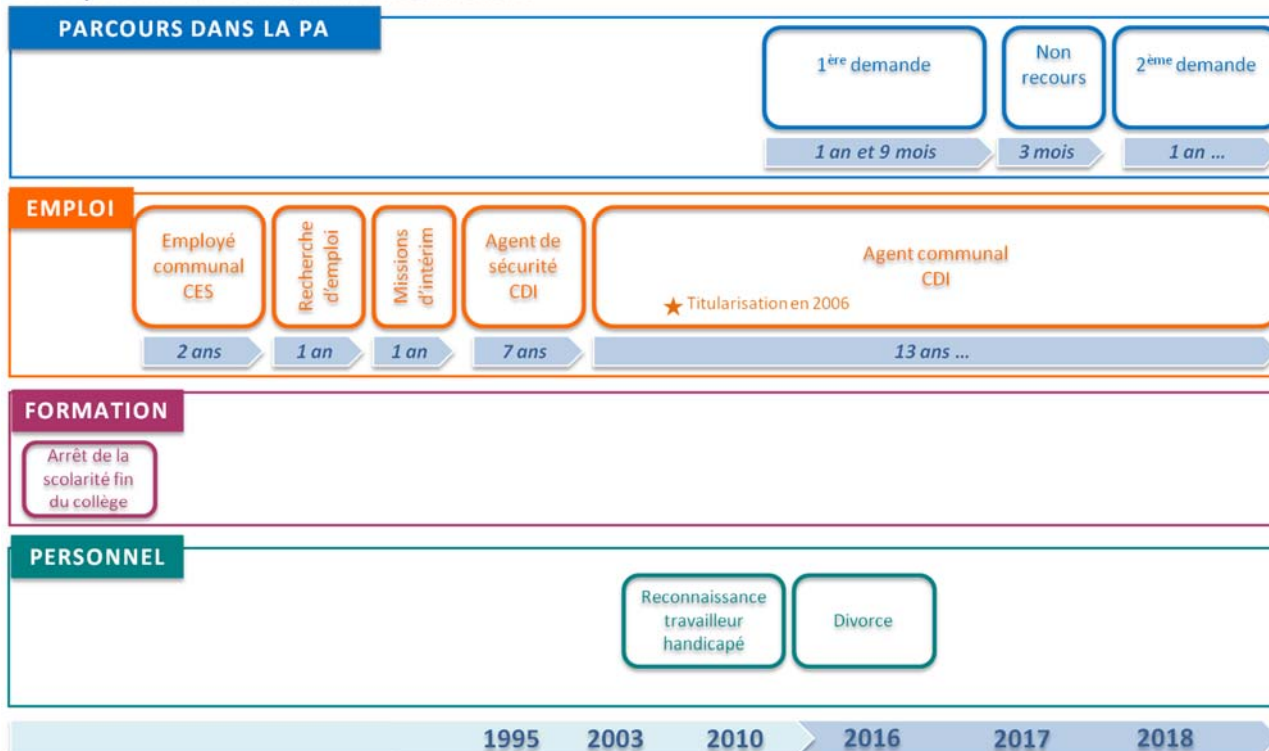 PARCOURS DANS LA PA
1ère demande
Non
recours
2ème demande
1 an et 9 mois
3 mois
1 an ...
EMPLOI
Employé
communal
CES
Recherche
d'emploi
Missions
d'intérim
Agent de
sécurité
CDI
Agent communal
CDI
★ Titularisation en 2006
2 ans
1 an
1 an
7 ans
13 ans ...
FORMATION
Arrêt de la
scolarité fin
du collège
PERSONNEL
Reconnaissance
travailleur
handicapé
Divorce
1995
2003
2010
2016
2017
2018